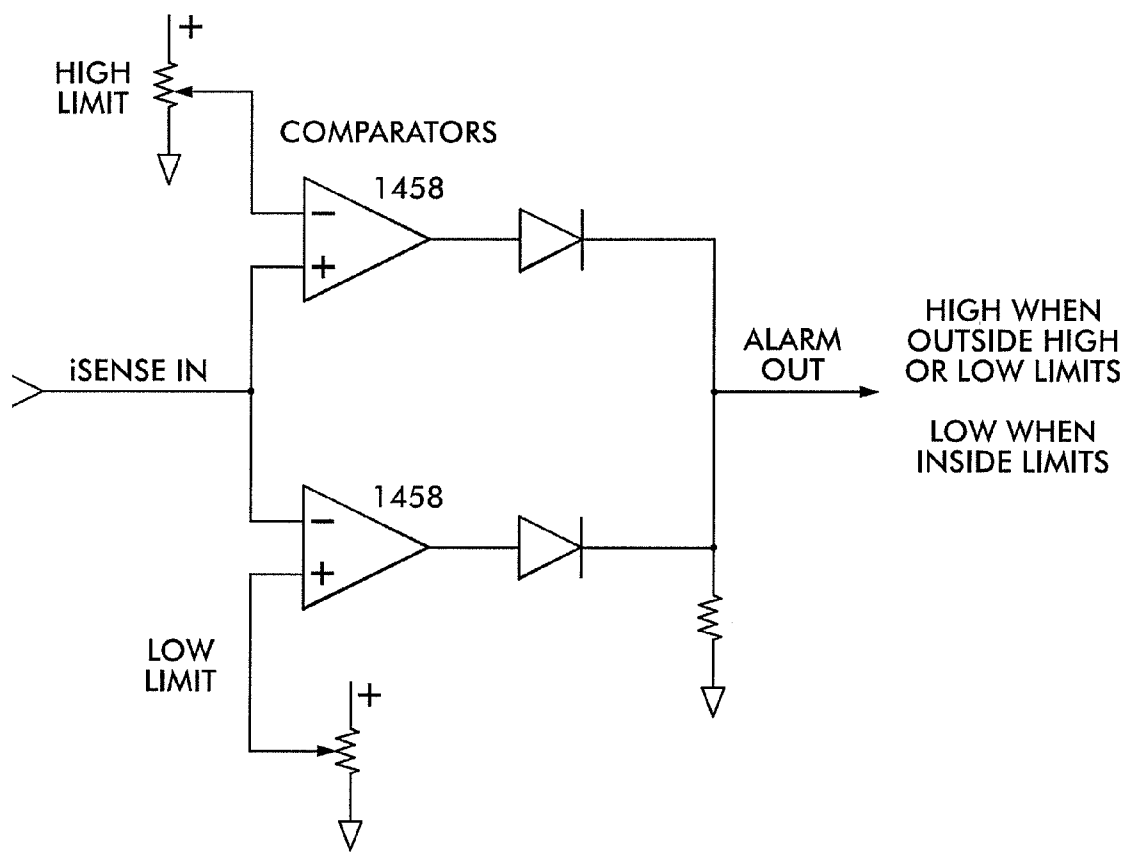 +
HIGH
LIMIT
COMPARATORS
1458
−
+
iSENSE IN
ALARM
OUT
HIGH WHEN
OUTSIDE HIGH
OR LOW LIMITS
LOW WHEN
INSIDE LIMITS
1458
−
+
LOW
LIMIT
+